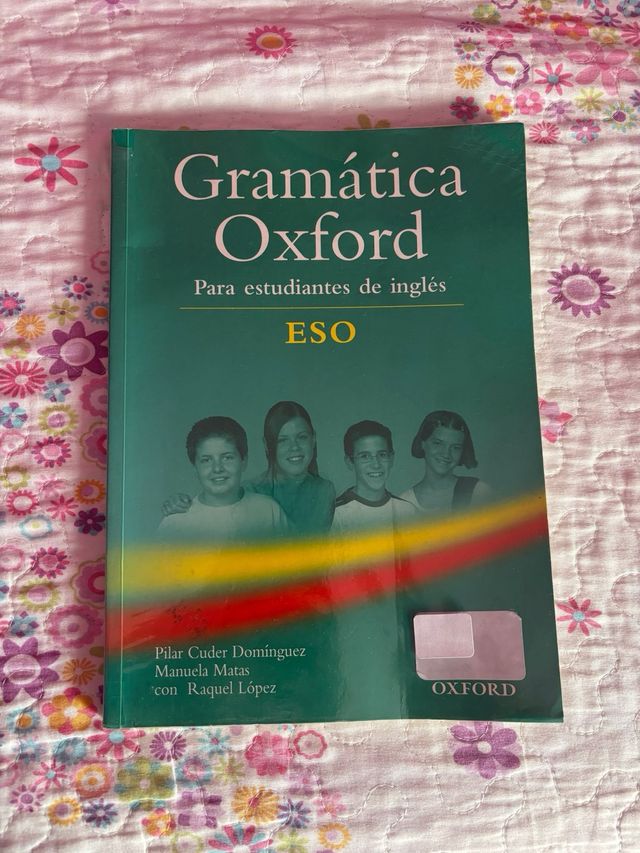 Gramática
Oxford
Para estudiantes de inglés
ESO
Pilar Cuder Domínguez
Manuela Matas
con Raquel López
OXFORD